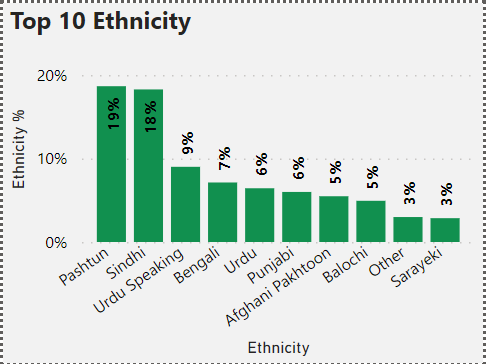 Top 10 Ethnicity
Ethnicity %
20%
10%
0%
19%
18%
9%
7%
6%
6%
5%
5%
3%
3%
Pashtun
Sindhi
Urdu Speaking
Bengali
Urdu
Punjabi
Afghani Pakhtoon
Balochi
Other
Sarayeki
Ethnicity